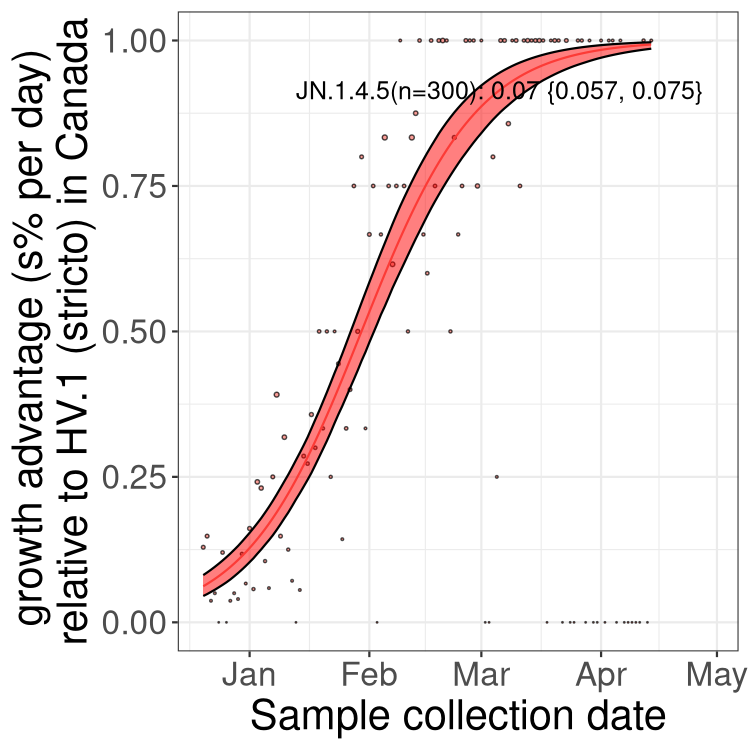 growth advantage (s% per day)
relative to HV.1 (stricto) in Canada
1.00
0.75
0.50
0.25
0.00
JN.1.4.5(n=300): 0.07 {0.057, 0.075}
Jan Feb Mar Apr May
Sample collection date